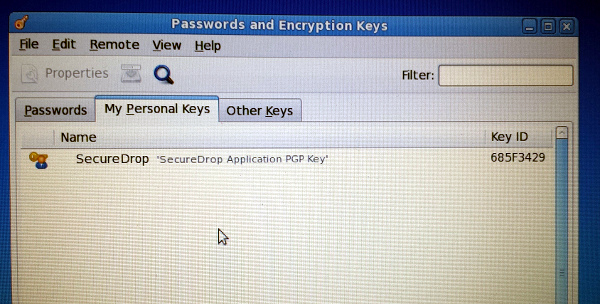 Passwords and Encryption Keys
File Edit Remote View Help
Properties
Filter:
Passwords My Personal Keys Other Keys
Name Key ID
SecureDrop 'SecureDrop Application PGP Key' 685F3429